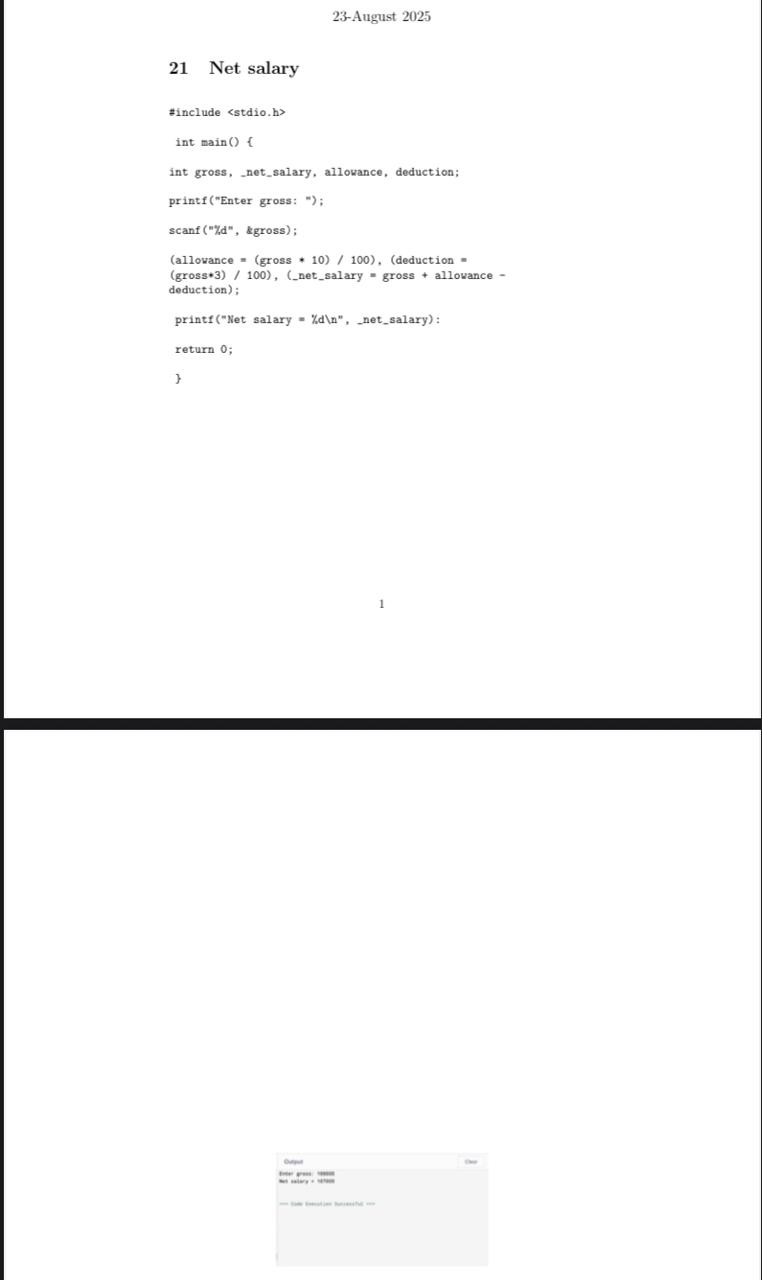 23-August 2025
21 Net salary
#include <stdio.h>
int main() {
int gross, _net_salary, allowance, deduction;
printf("Enter gross: ");
scanf("%d", &gross);
(allowance = (gross * 10) / 100), (deduction =
(gross*3) / 100), (_net_salary = gross + allowance -
deduction);
printf("Net salary = %d\n", _net_salary):
return 0;
}
1
Output
Clear
Enter gross: 100000
Net salary = 107000
=== Code Execution Successful ===